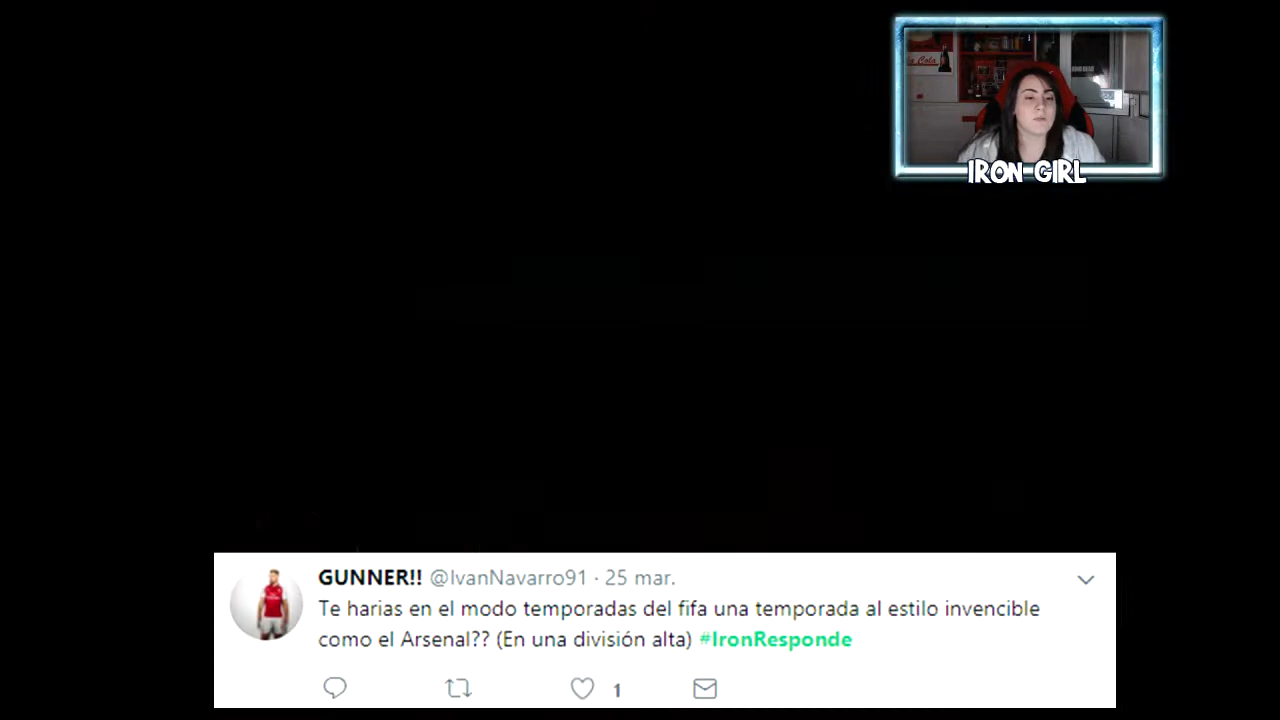 IRON GIRL
GUNNER!! @IvanNavarro91 · 25 mar.
Te harias en el modo temporadas del fifa una temporada al estilo invencible
como el Arsenal?? (En una división alta) #IronResponde
1